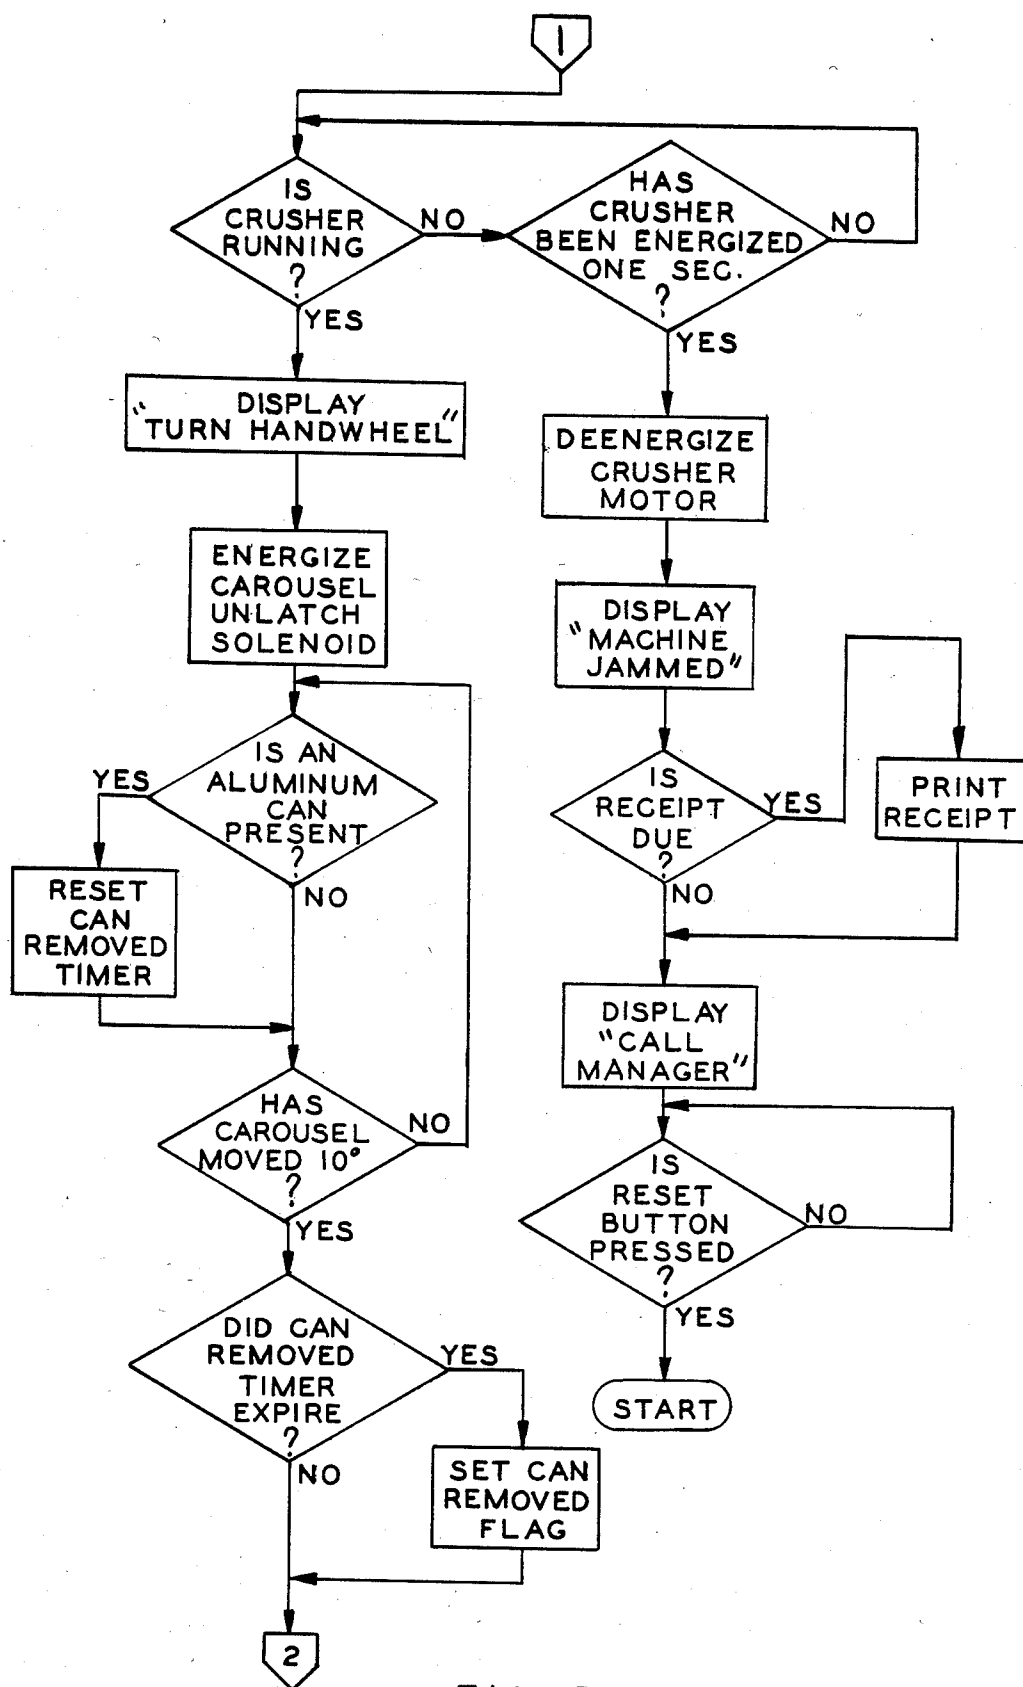 1
IS
CRUSHER
RUNNING
?
NO
YES
HAS
CRUSHER
BEEN ENERGIZED
ONE SEC.
?
NO
YES
DISPLAY
"TURN HANDWHEEL"
DEENERGIZE
CRUSHER
MOTOR
ENERGIZE
CAROUSEL
UNLATCH
SOLENOID
DISPLAY
"MACHINE
JAMMED"
IS AN
ALUMINUM
CAN
PRESENT
?
YES
NO
IS
RECEIPT
DUE
?
YES
NO
PRINT
RECEIPT
RESET
CAN
REMOVED
TIMER
DISPLAY
"CALL
MANAGER"
HAS
CAROUSEL
MOVED 10°
?
NO
YES
IS
RESET
BUTTON
PRESSED
?
NO
YES
START
DID CAN
REMOVED
TIMER
EXPIRE
?
YES
NO
SET CAN
REMOVED
FLAG
2